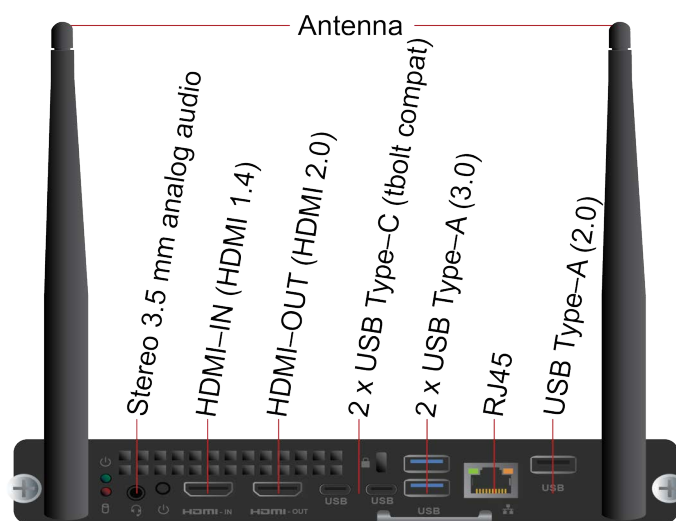 Antenna
Stereo 3.5 mm analog audio
HDMI–IN (HDMI 1.4)
HDMI–OUT (HDMI 2.0)
2 x USB Type–C (tbolt compat)
2 x USB Type–A (3.0)
RJ45
USB Type–A (2.0)
HDMI - IN
HDMI - OUT
USB
USB
USB
USB